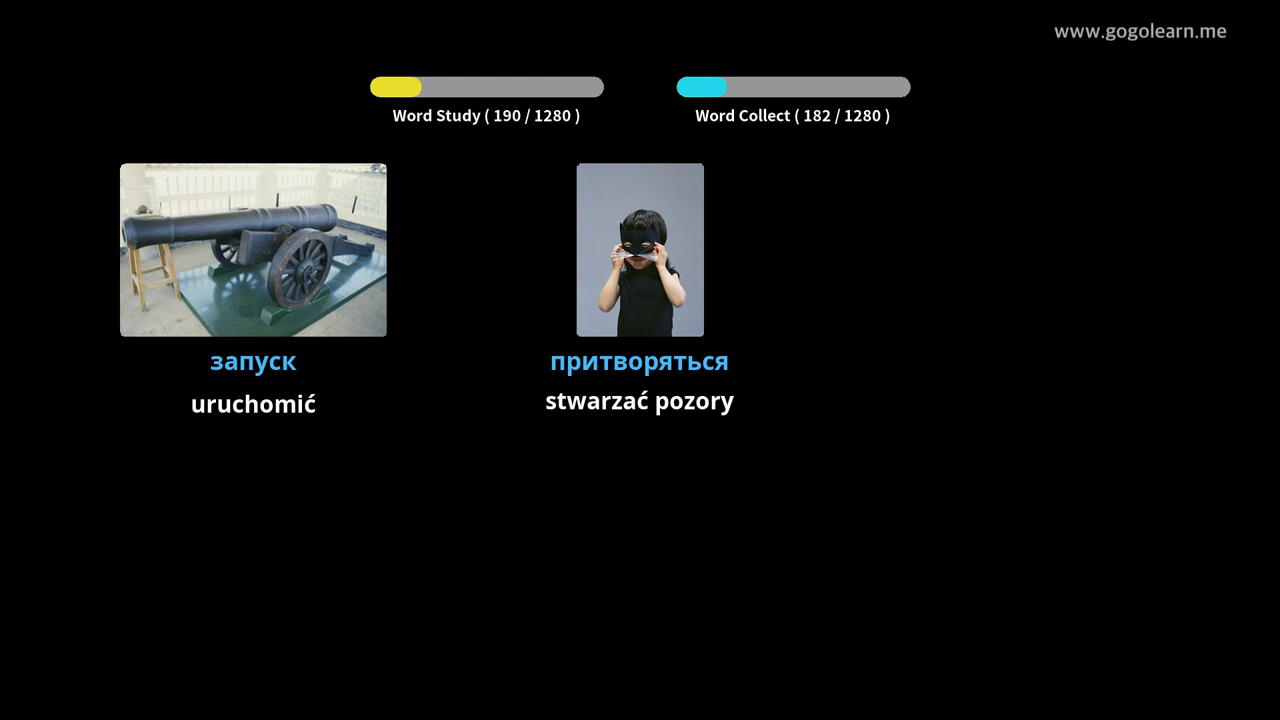 www.gogolearn.me
Word Study ( 190 / 1280 )
Word Collect ( 182 / 1280 )
запуск
притворяться
uruchomić
stwarzać pozory